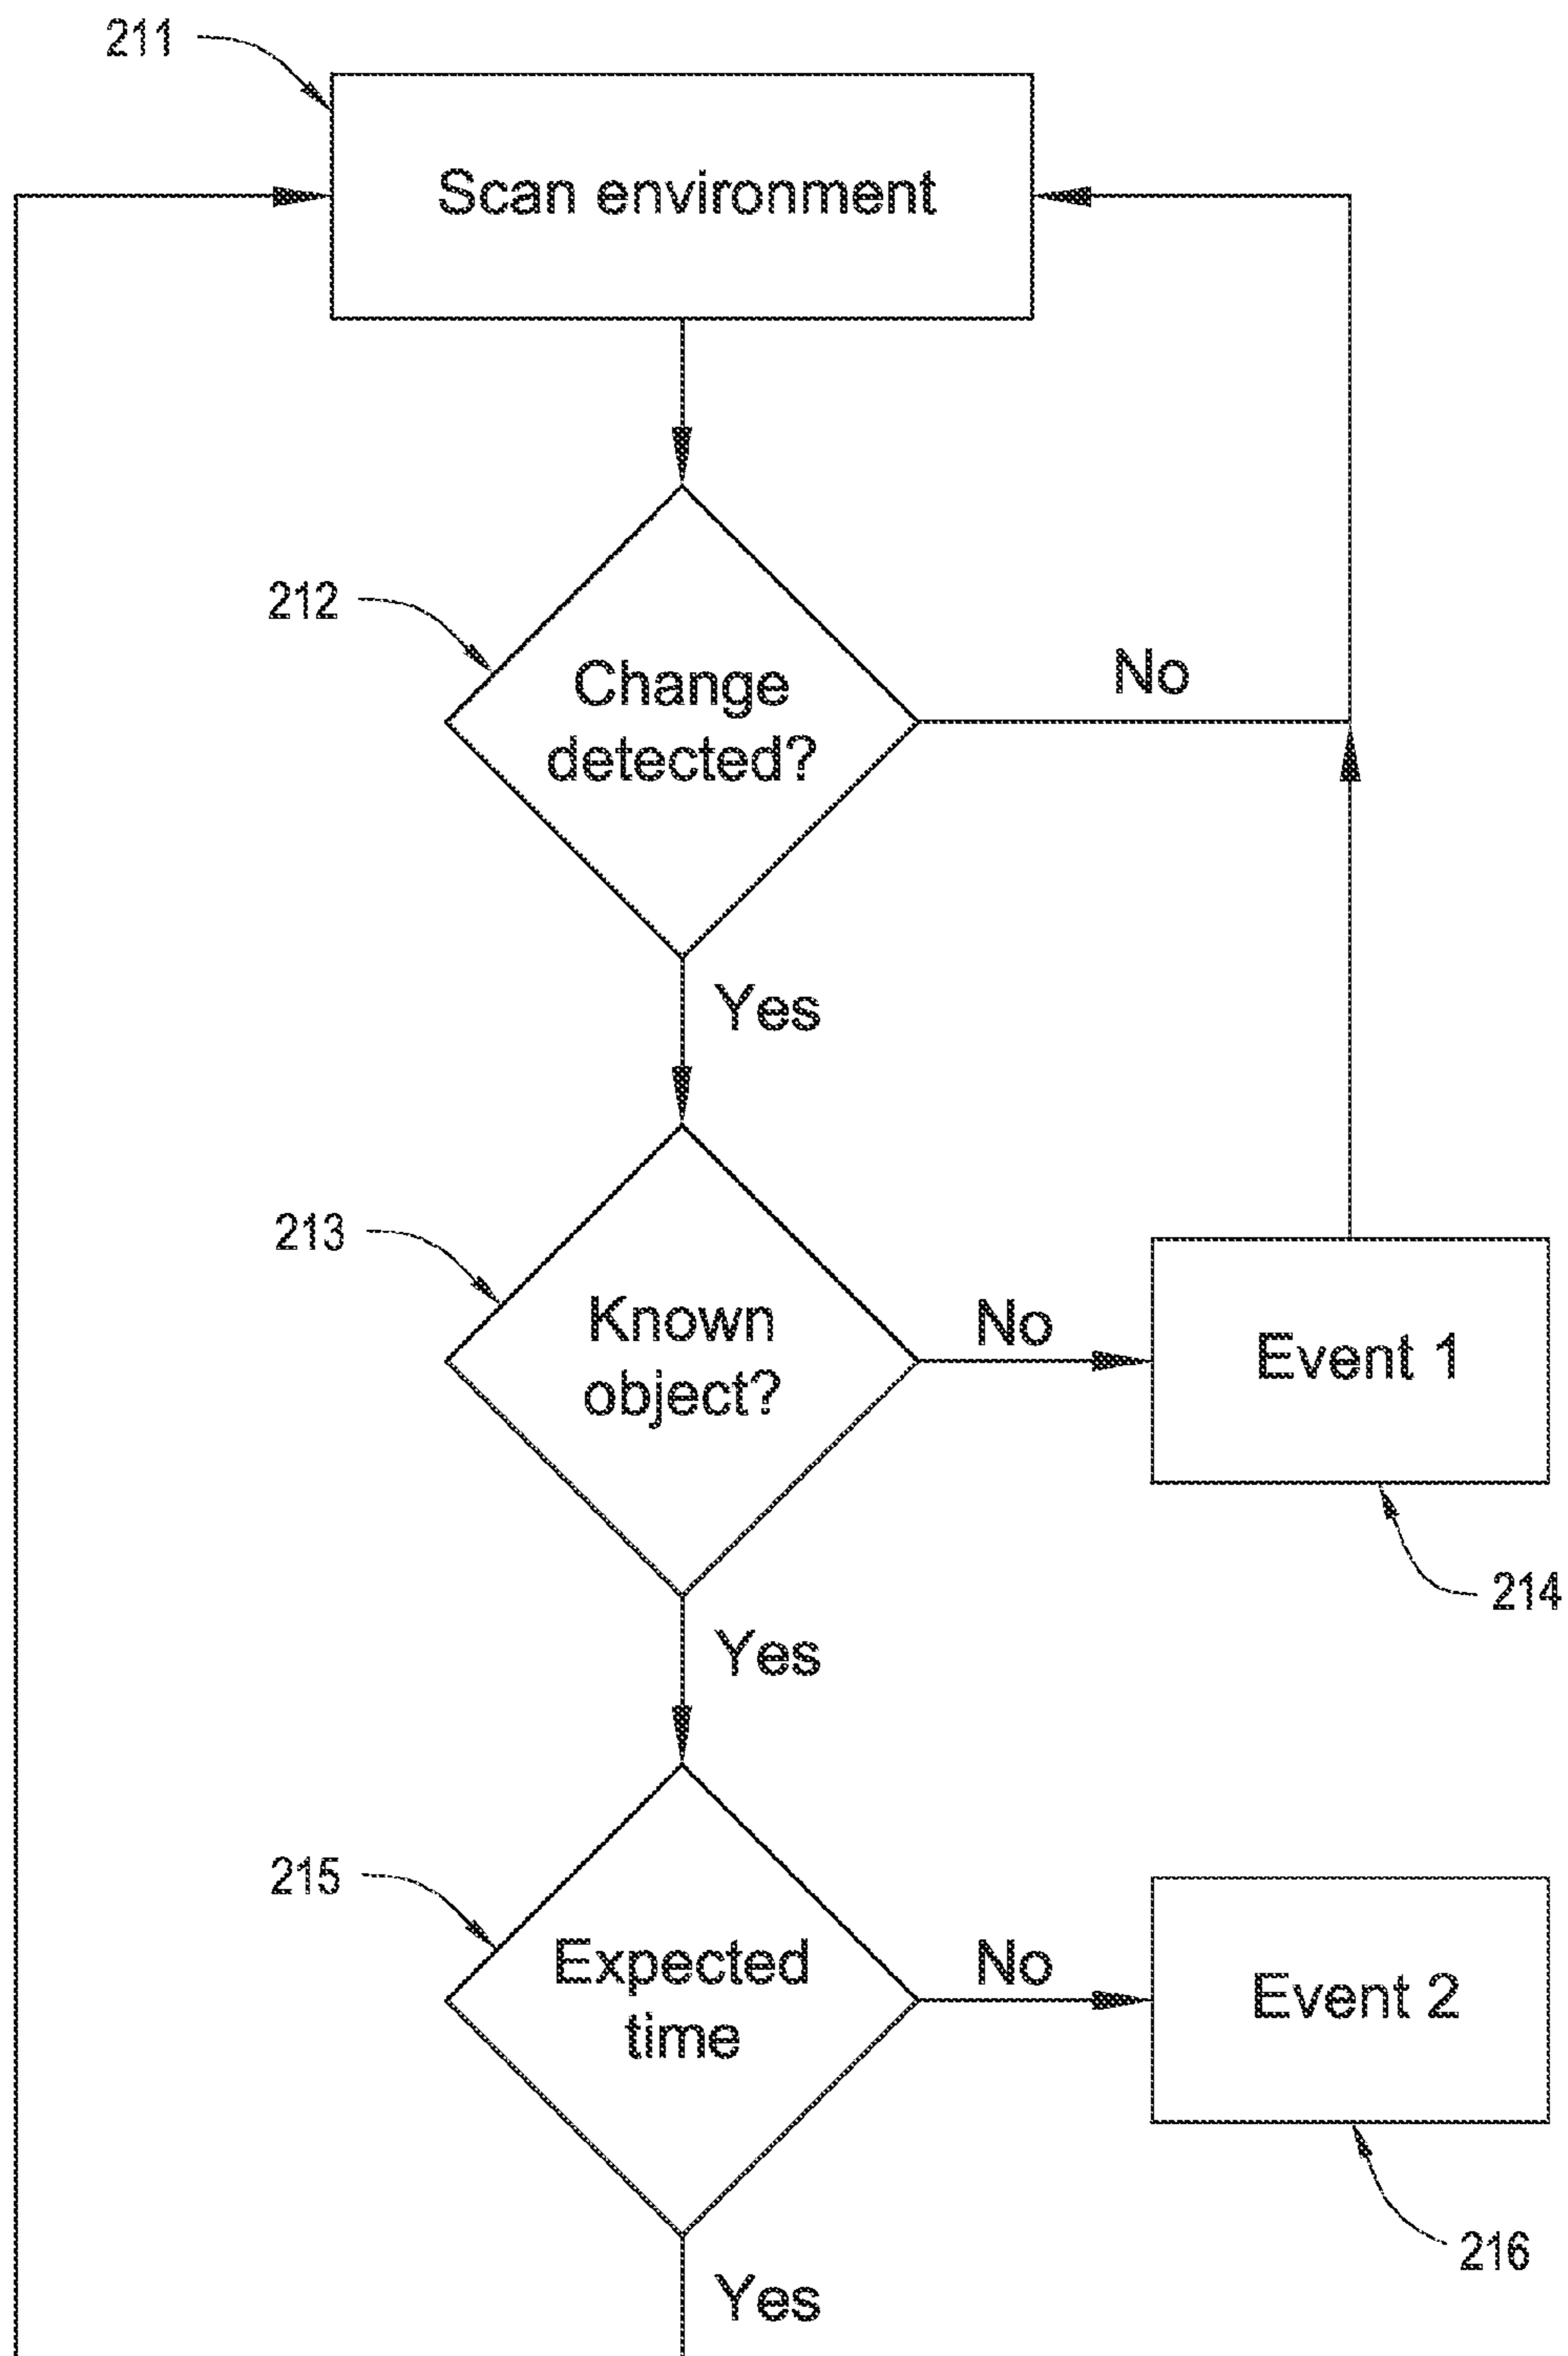 211
Scan environment
212
Change
detected?
No
Yes
213
Known
object?
No
Event 1
214
Yes
215
Expected
time
No
Event 2
216
Yes